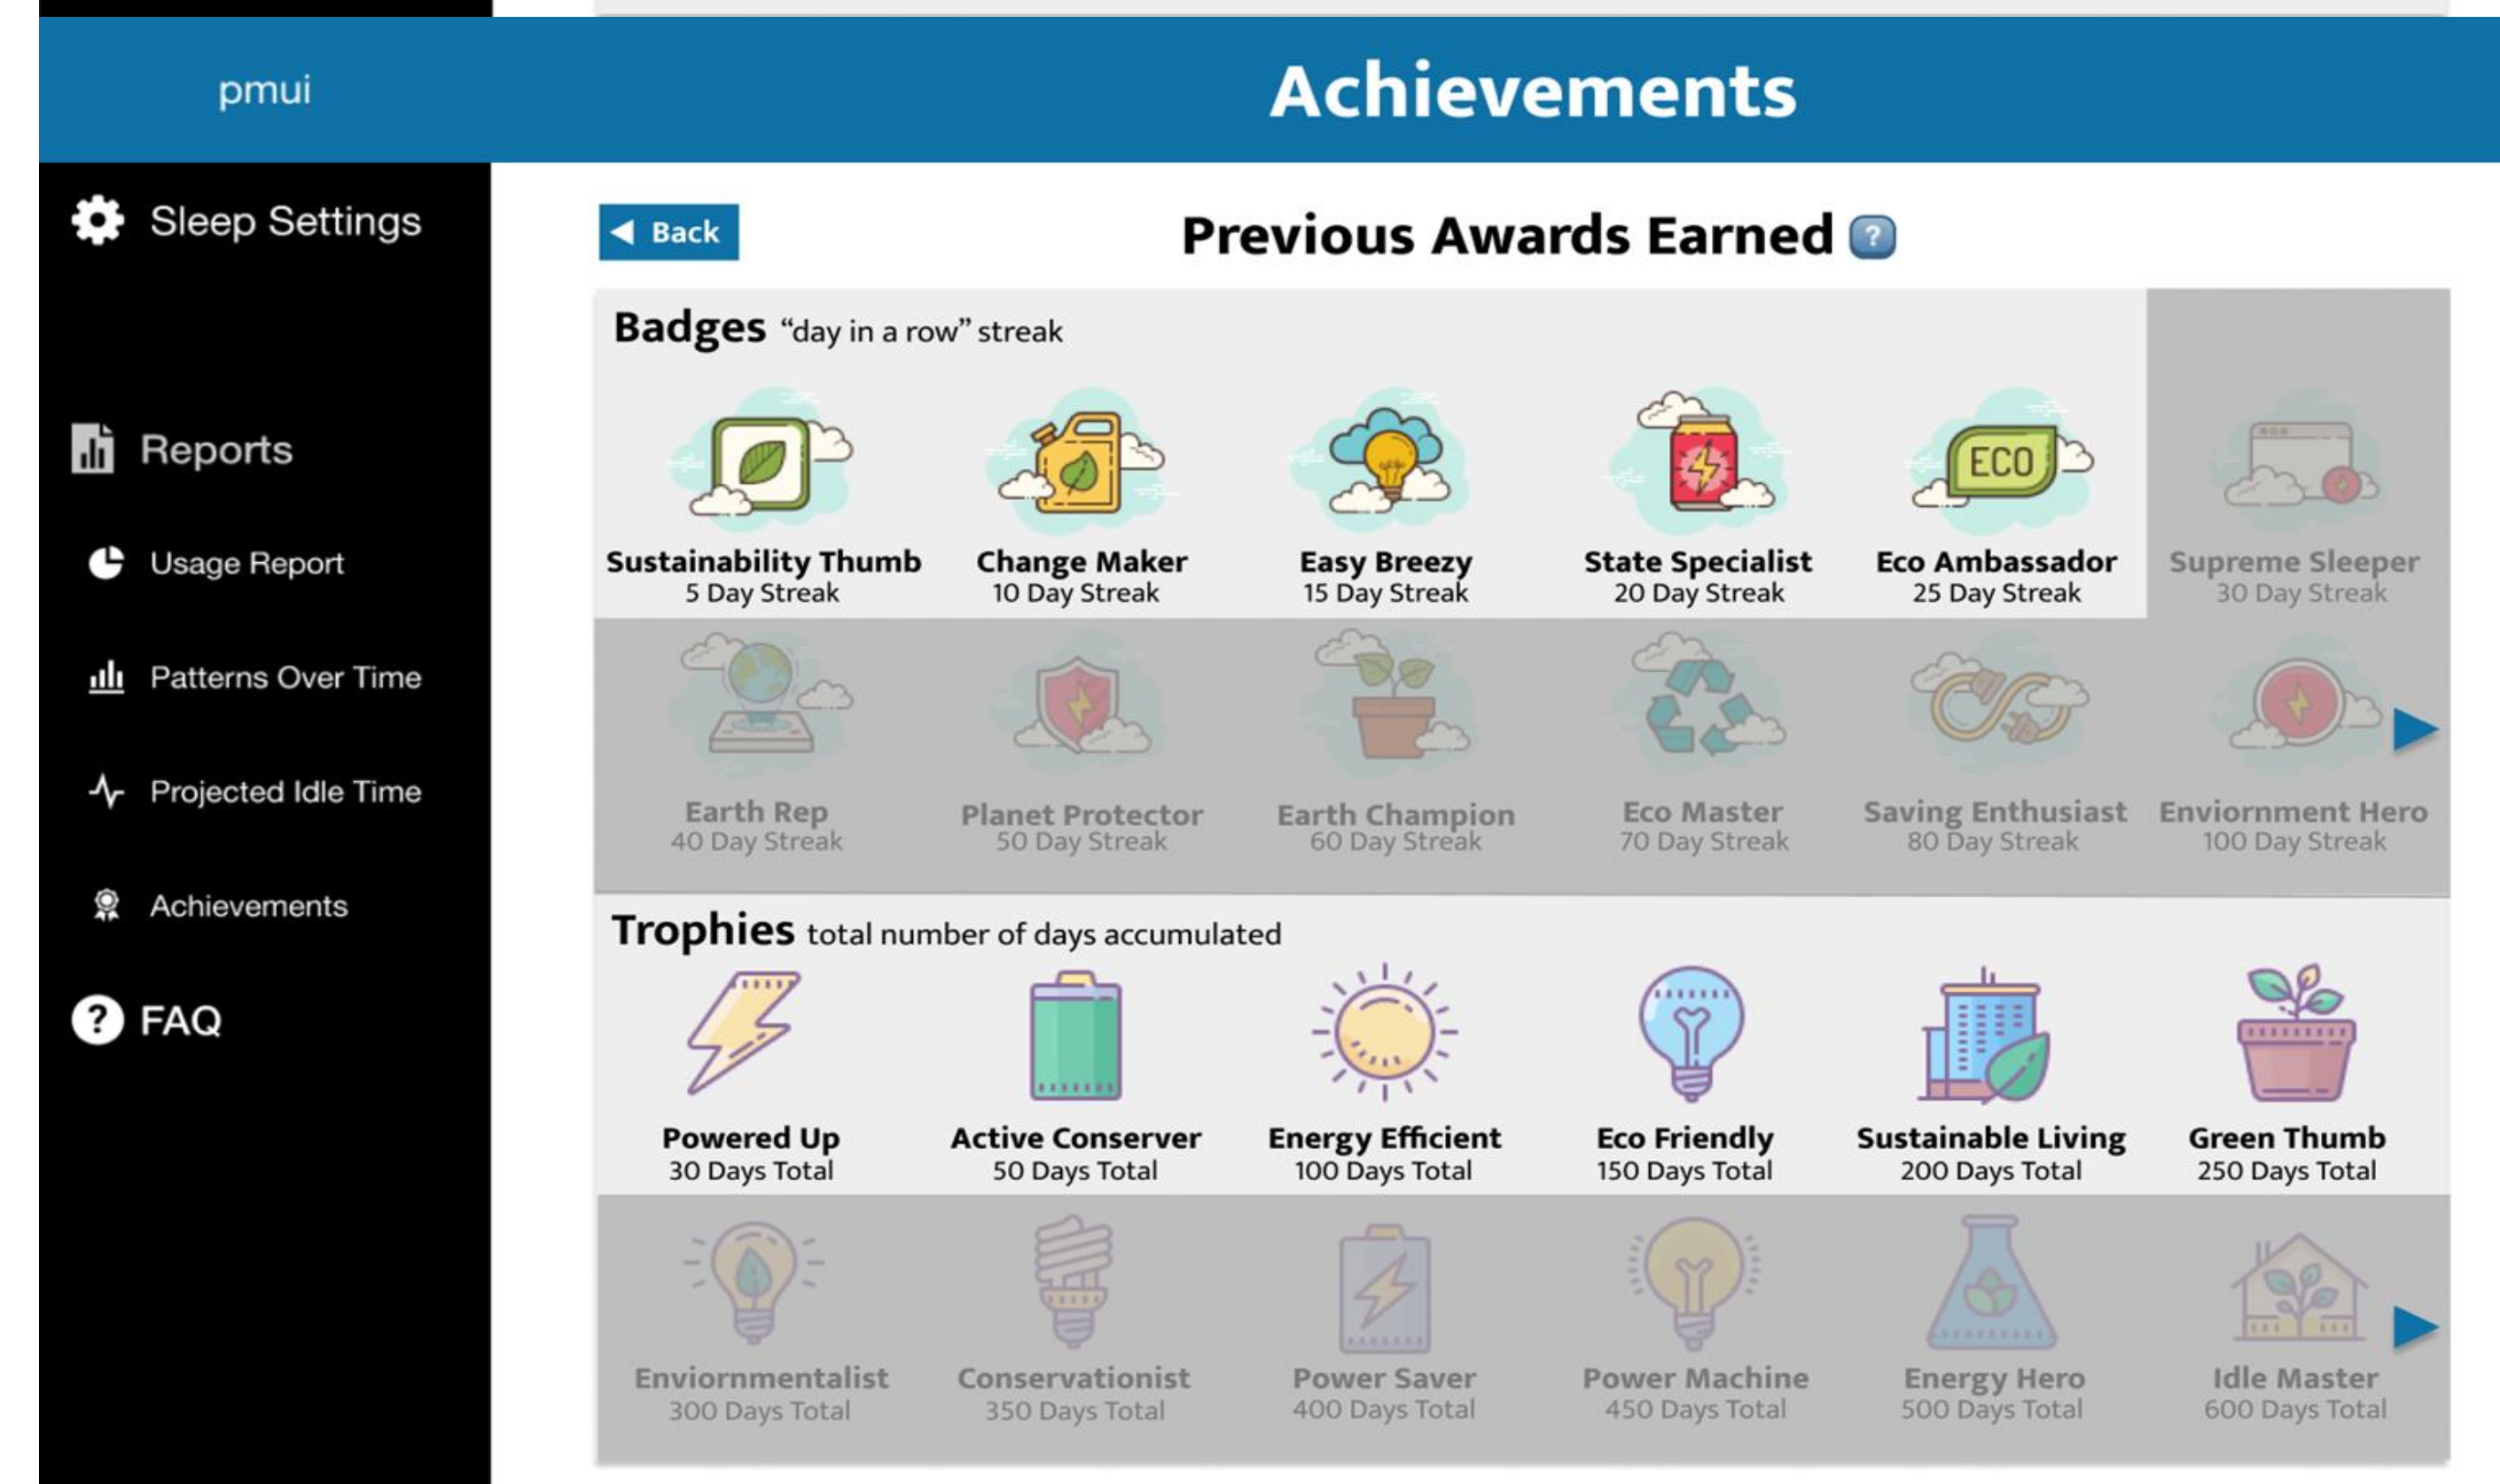 pmui
Achievements
Sleep Settings
Reports
Usage Report
Patterns Over Time
Projected Idle Time
Achievements
? FAQ
Back
Previous Awards Earned ?
Badges “day in a row” streak
ECO
Sustainability Thumb
5 Day Streak
Change Maker
10 Day Streak
Easy Breezy
15 Day Streak
State Specialist
20 Day Streak
Eco Ambassador
25 Day Streak
Supreme Sleeper
30 Day Streak
Earth Rep
40 Day Streak
Planet Protector
50 Day Streak
Earth Champion
60 Day Streak
Eco Master
70 Day Streak
Saving Enthusiast
80 Day Streak
Enviornment Hero
100 Day Streak
Trophies total number of days accumulated
Powered Up
30 Days Total
Active Conserver
50 Days Total
Energy Efficient
100 Days Total
Eco Friendly
150 Days Total
Sustainable Living
200 Days Total
Green Thumb
250 Days Total
Enviornmentalist
300 Days Total
Conservationist
350 Days Total
Power Saver
400 Days Total
Power Machine
450 Days Total
Energy Hero
500 Days Total
Idle Master
600 Days Total